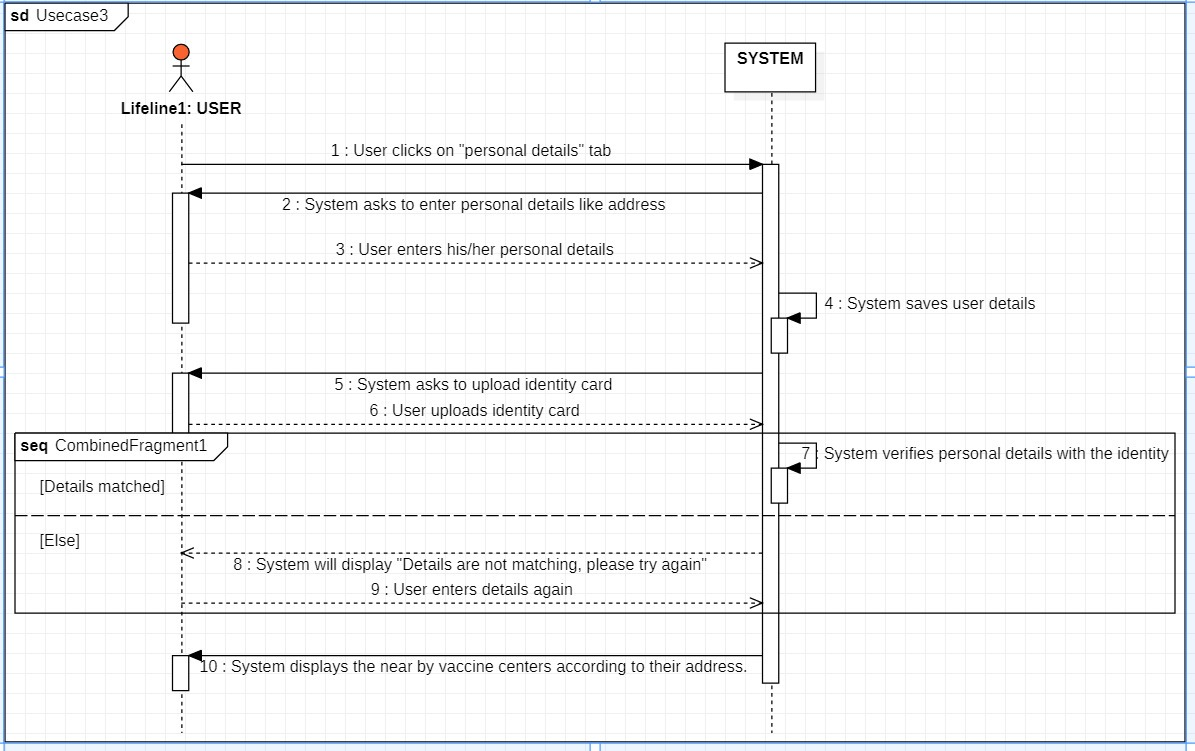 sd Usecase3
SYSTEM
Lifeline1: USER
1 : User clicks on "personal details" tab
2 : System asks to enter personal details like address
3 : User enters his/her personal details
4 : System saves user details
5 : System asks to upload identity card
6 : User uploads identity card
seq CombinedFragment1
7 : System verifies personal details with the identity
[Details matched]
[Else]
8 : System will display "Details are not matching, please try again"
9 : User enters details again
10 : System displays the near by vaccine centers according to their address.